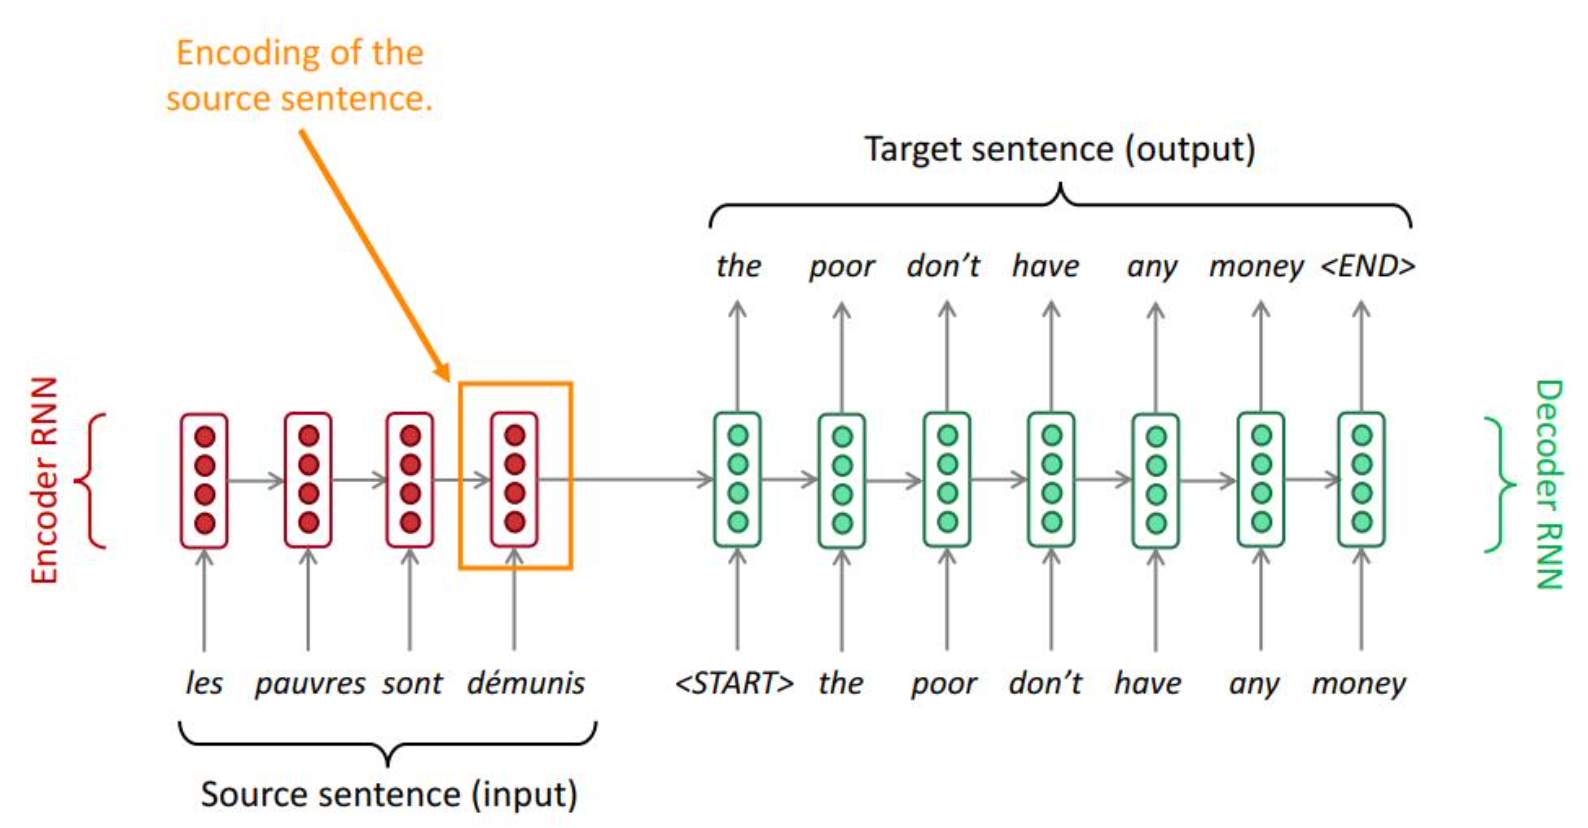 Encoding of the
source sentence.
Target sentence (output)
the poor don't have any money <END>
Encoder RNN
Decoder RNN
les pauvres sont démunis <START> the poor don't have any money
Source sentence (input)